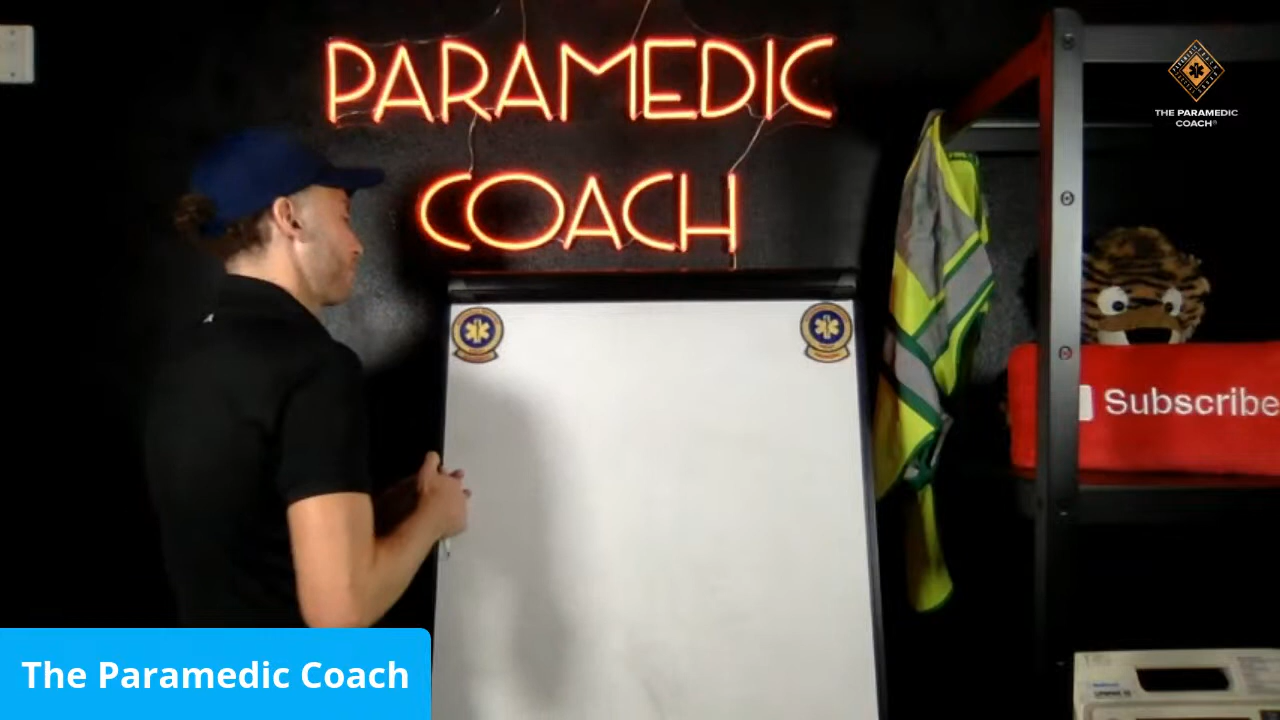 PARAMEDIC
COACH
THE PARAMEDIC
COACH®
Subscribe
The Paramedic Coach